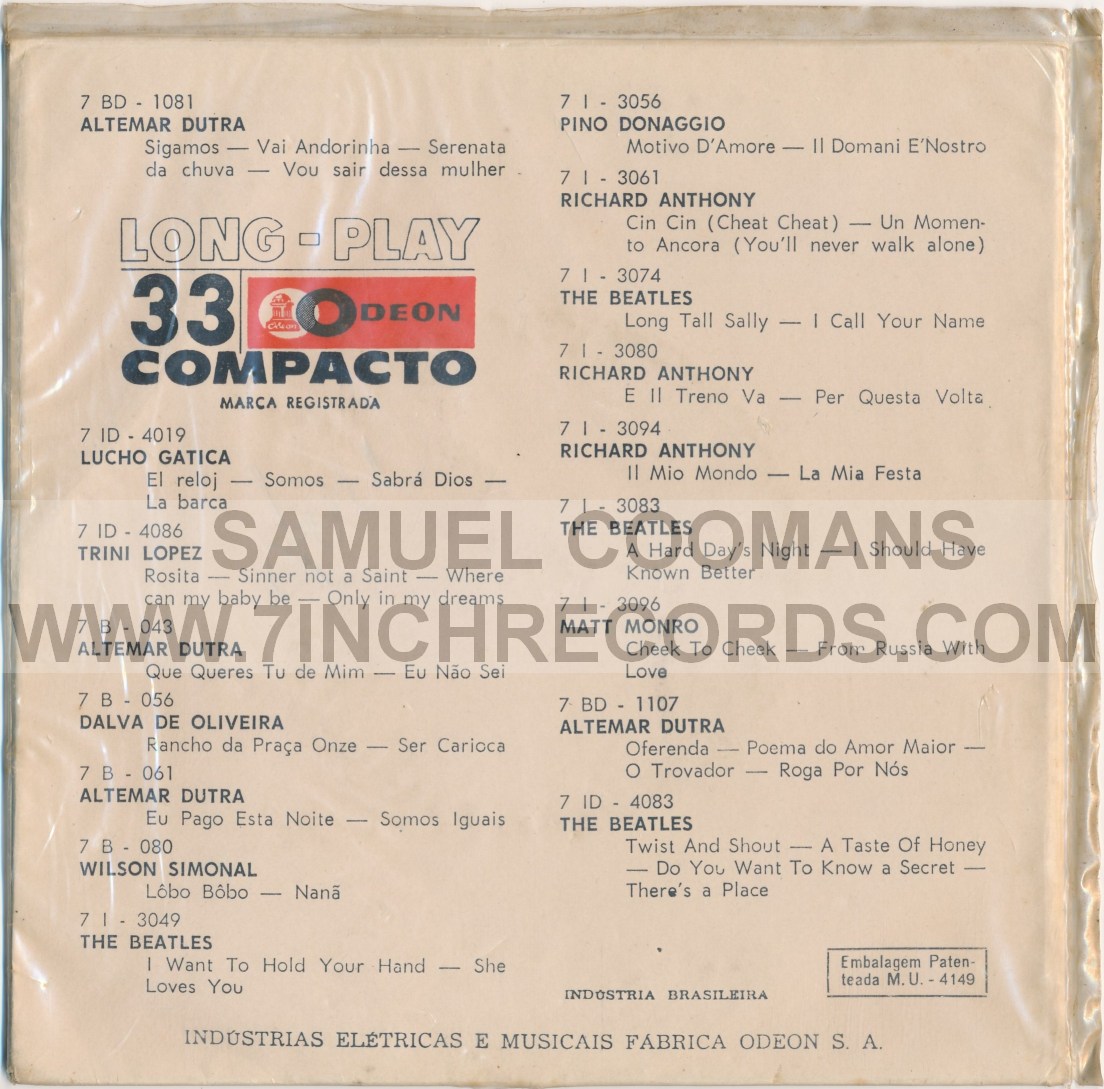 7 BD - 1081
ALTEMAR DUTRA
Sigamos — Vai Andorinha — Serenata
da chuva — Vou sair dessa mulher
LONG-PLAY
33 ODEON
Odeon
COMPACTO
MARCA REGISTRADA
7 ID - 4019
LUCHO GATICA
El reloj — Somos — Sabrá Dios —
La barca
7 ID - 4086
TRINI LOPEZ
Rosita — Sinner not a Saint — Where
can my baby be — Only in my dreams
7 B - 043
ALTEMAR DUTRA
Que Queres Tu de Mim — Eu Não Sei
7 B - 056
DALVA DE OLIVEIRA
Rancho da Praça Onze — Ser Carioca
7 B - 061
ALTEMAR DUTRA
Eu Pago Esta Noite — Somos Iguais
7 B - 080
WILSON SIMONAL
Lôbo Bôbo — Nanã
7 I - 3049
THE BEATLES
I Want To Hold Your Hand — She
Loves You
7 I - 3056
PINO DONAGGIO
Motivo D'Amore — Il Domani E'Nostro
7 I - 3061
RICHARD ANTHONY
Cin Cin (Cheat Cheat) — Un Momen-
to Ancora (You'll never walk alone)
7 I - 3074
THE BEATLES
Long Tall Sally — I Call Your Name
7 I - 3080
RICHARD ANTHONY
E Il Treno Va — Per Questa Volta
7 I - 3094
RICHARD ANTHONY
Il Mio Mondo — La Mia Festa
7 I - 3083
THE BEATLES
A Hard Day's Night — I Should Have
Known Better
7 I - 3096
MATT MONRO
Cheek To Cheek — From Russia With
Love
7 BD - 1107
ALTEMAR DUTRA
Oferenda — Poema do Amor Maior —
O Trovador — Roga Por Nós
7 ID - 4083
THE BEATLES
Twist And Shout — A Taste Of Honey
— Do You Want To Know a Secret —
There's a Place
INDÚSTRIA BRASILEIRA
Embalagem Paten-
teada M. U. - 4149
INDÚSTRIAS ELÉTRICAS E MUSICAIS FÁBRICA ODEON S. A.
SAMUEL COOMANS
WWW.7INCHRECORDS.COM